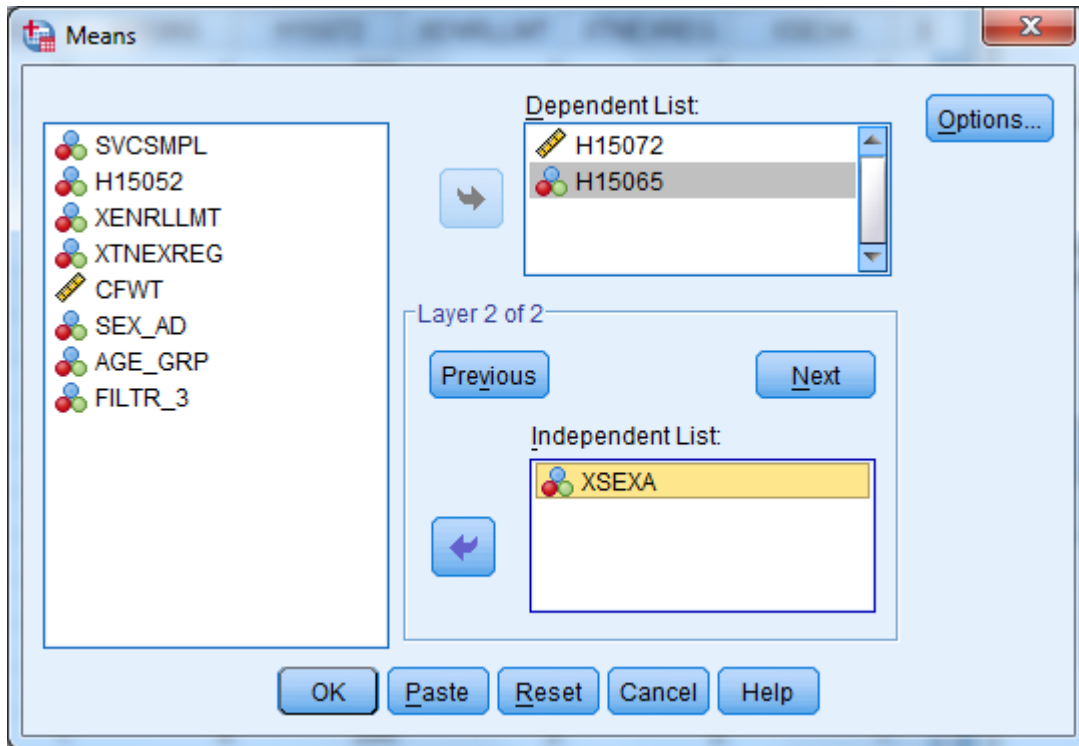 Means
Dependent List:
Options...
SVCSMPL
H15052
XENRLLMT
XTNEXREG
CFWT
SEX_AD
AGE_GRP
FILTR_3
H15072
H15065
Layer 2 of 2
Previous
Next
Independent List:
XSEXA
OK
Paste
Reset
Cancel
Help